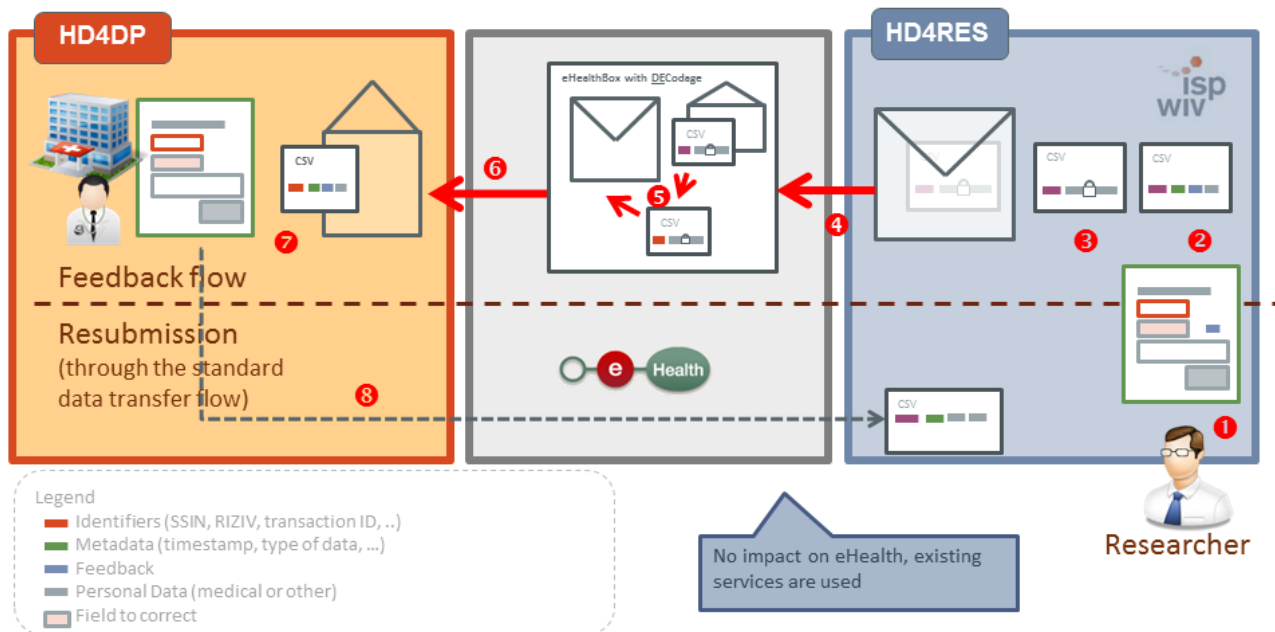 HD4DP
HD4RES
isp
wiv
eHealthBox with DECodage
CSV
CSV
CSV
CSV
CSV
6
5
4
3
2
7
Feedback flow
Resubmission
(through the standard
data transfer flow)
8
e
Health
CSV
1
Researcher
Legend
Identifiers (SSIN, RIZIV, transaction ID, ..)
Metadata (timestamp, type of data, ...)
Feedback
Personal Data (medical or other)
Field to correct
No impact on eHealth, existing
services are used